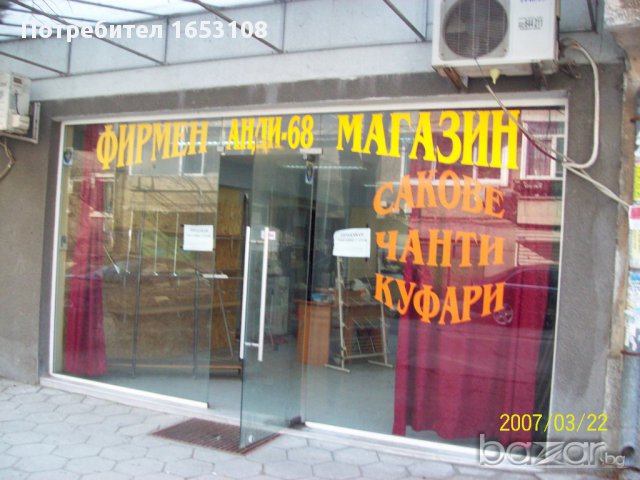 Потребител 1653108
ФИРМЕН АНДИ-68 МАГАЗИН
САКОВЕ
ЧАНТИ
КУФАРИ
2007/03/22
bazar.bg